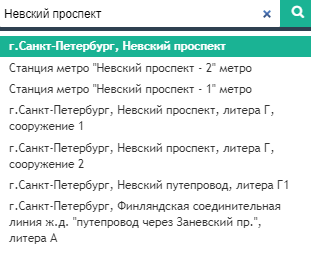 Невский проспект
г.Санкт-Петербург, Невский проспект
Станция метро "Невский проспект - 2" метро
Станция метро "Невский проспект - 1" метро
г.Санкт-Петербург, Невский проспект, литера Г,
сооружение 1
г.Санкт-Петербург, Невский проспект, литера Г,
сооружение 2
г.Санкт-Петербург, Невский путепровод, литера Г1
г.Санкт-Петербург, Финляндская соединительная
линия ж.д. "путепровод через Заневский пр.",
литера А